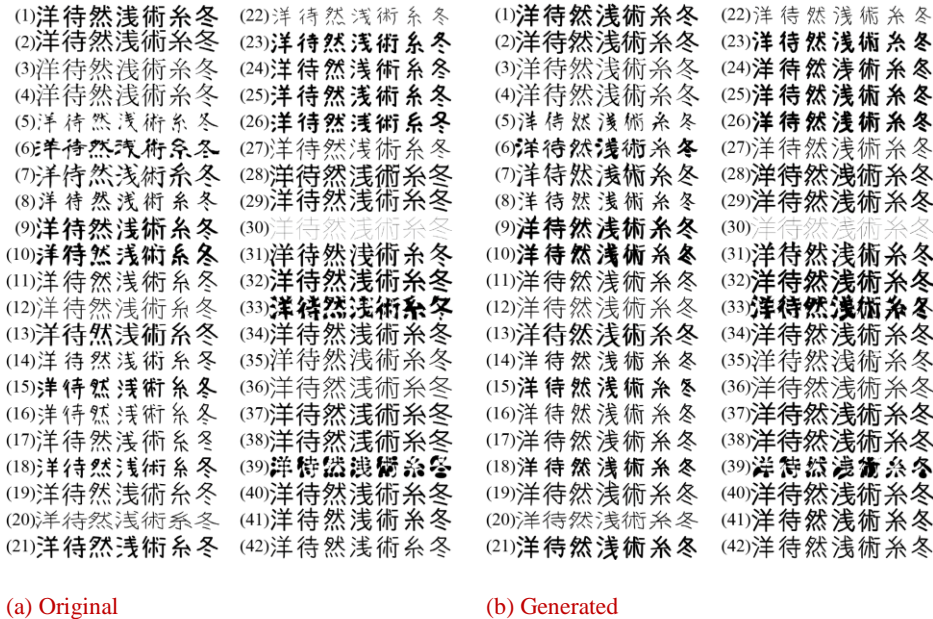 (1)洋待然浅術糸冬
(2)洋待然浅術糸冬
(3)洋待然浅術糸冬
(4)洋待然浅術糸冬
(5)洋待然浅術糸冬
(6)洋待然浅術糸冬
(7)洋待然浅術糸冬
(8)洋待然浅術糸冬
(9)洋待然浅術糸冬
(10)洋待然浅術糸冬
(11)洋待然浅術糸冬
(12)洋待然浅術糸冬
(13)洋待然浅術糸冬
(14)洋待然浅術糸冬
(15)洋待然浅術糸冬
(16)洋待然浅術糸冬
(17)洋待然浅術糸冬
(18)洋待然浅術糸冬
(19)洋待然浅術糸冬
(20)洋待然浅術糸冬
(21)洋待然浅術糸冬
(22)洋待然浅術糸冬
(23)洋待然浅術糸冬
(24)洋待然浅術糸冬
(25)洋待然浅術糸冬
(26)洋待然浅術糸冬
(27)洋待然浅術糸冬
(28)洋待然浅術糸冬
(29)洋待然浅術糸冬
(30)洋待然浅術糸冬
(31)洋待然浅術糸冬
(32)洋待然浅術糸冬
(33)洋待然浅術糸冬
(34)洋待然浅術糸冬
(35)洋待然浅術糸冬
(36)洋待然浅術糸冬
(37)洋待然浅術糸冬
(38)洋待然浅術糸冬
(39)洋待然浅術糸冬
(40)洋待然浅術糸冬
(41)洋待然浅術糸冬
(42)洋待然浅術糸冬
(a) Original
(1)洋待然浅術糸冬
(2)洋待然浅術糸冬
(3)洋待然浅術糸冬
(4)洋待然浅術糸冬
(5)洋待然浅術糸冬
(6)洋待然浅術糸冬
(7)洋待然浅術糸冬
(8)洋待然浅術糸冬
(9)洋待然浅術糸冬
(10)洋待然浅術糸冬
(11)洋待然浅術糸冬
(12)洋待然浅術糸冬
(13)洋待然浅術糸冬
(14)洋待然浅術糸冬
(15)洋待然浅術糸冬
(16)洋待然浅術糸冬
(17)洋待然浅術糸冬
(18)洋待然浅術糸冬
(19)洋待然浅術糸冬
(20)洋待然浅術糸冬
(21)洋待然浅術糸冬
(22)洋待然浅術糸冬
(23)洋待然浅術糸冬
(24)洋待然浅術糸冬
(25)洋待然浅術糸冬
(26)洋待然浅術糸冬
(27)洋待然浅術糸冬
(28)洋待然浅術糸冬
(29)洋待然浅術糸冬
(30)洋待然浅術糸冬
(31)洋待然浅術糸冬
(32)洋待然浅術糸冬
(33)洋待然浅術糸冬
(34)洋待然浅術糸冬
(35)洋待然浅術糸冬
(36)洋待然浅術糸冬
(37)洋待然浅術糸冬
(38)洋待然浅術糸冬
(39)洋待然浅術糸冬
(40)洋待然浅術糸冬
(41)洋待然浅術糸冬
(42)洋待然浅術糸冬
(b) Generated